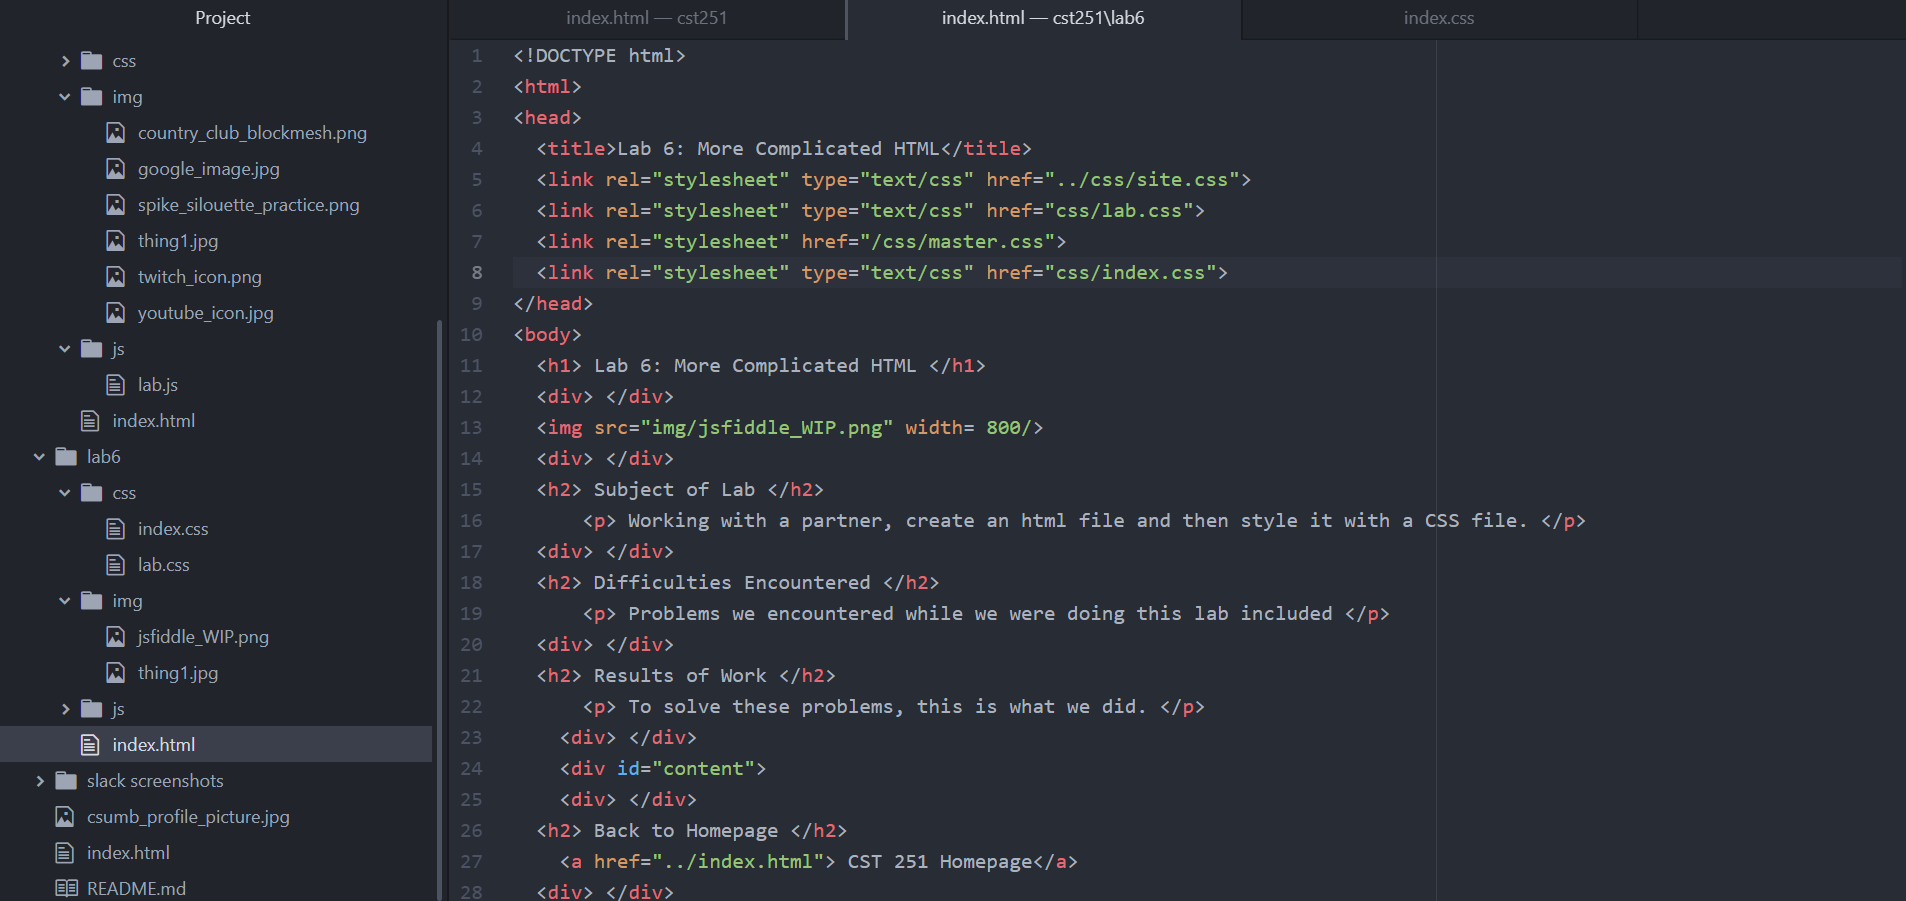 Project
css
img
country_club_blockmesh.png
google_image.jpg
spike_silouette_practice.png
thing1.jpg
twitch_icon.png
youtube_icon.jpg
js
lab.js
index.html
lab6
css
index.css
lab.css
img
jsfiddle_WIP.png
thing1.jpg
js
index.html
slack screenshots
csumb_profile_picture.jpg
index.html
README.md
index.html — cst251
index.html — cst251\lab6
index.css
1 <!DOCTYPE html>
2 <html>
3 <head>
4 <title>Lab 6: More Complicated HTML</title>
5 <link rel="stylesheet" type="text/css" href="../css/site.css">
6 <link rel="stylesheet" type="text/css" href="css/lab.css">
7 <link rel="stylesheet" href="/css/master.css">
8 <link rel="stylesheet" type="text/css" href="css/index.css">
9 </head>
10 <body>
11 <h1> Lab 6: More Complicated HTML </h1>
12 <div> </div>
13 <img src="img/jsfiddle_WIP.png" width= 800/>
14 <div> </div>
15 <h2> Subject of Lab </h2>
16 <p> Working with a partner, create an html file and then style it with a CSS file. </p>
17 <div> </div>
18 <h2> Difficulties Encountered </h2>
19 <p> Problems we encountered while we were doing this lab included </p>
20 <div> </div>
21 <h2> Results of Work </h2>
22 <p> To solve these problems, this is what we did. </p>
23 <div> </div>
24 <div id="content">
25 <div> </div>
26 <h2> Back to Homepage </h2>
27 <a href="../index.html"> CST 251 Homepage</a>
28 <div> </div>